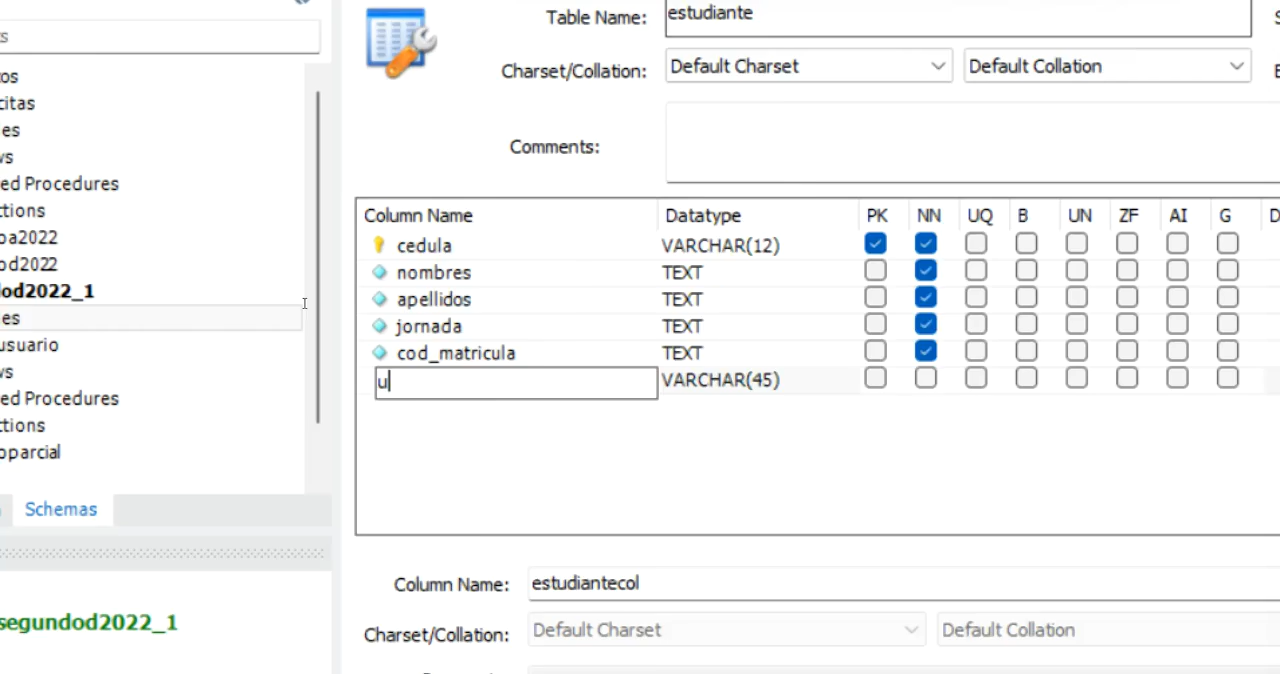 Table Name: estudiante
Charset/Collation: Default Charset Default Collation
Comments:
Column Name Datatype PK NN UQ B UN ZF AI G D
cedula VARCHAR(12)
nombres TEXT
apellidos TEXT
jornada TEXT
cod_matricula TEXT
u VARCHAR(45)
Column Name: estudiantecol
Charset/Collation: Default Charset Default Collation
s
tos
citas
es
ws
ed Procedures
ctions
oa2022
od2022
dod2022_1
es
usuario
ws
ed Procedures
ctions
oparcial
Schemas
segundod2022_1